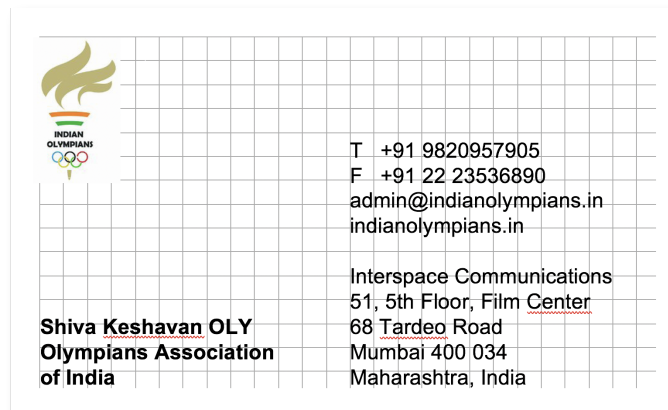 INDIAN
OLYMPIANS
T +91 9820957905
F +91 22 23536890
admin@indianolympians.in
indianolympians.in
Interspace Communications
51, 5th Floor, Film Center
68 Tardeo Road
Mumbai 400 034
Maharashtra, India
Shiva Keshavan OLY
Olympians Association
of India